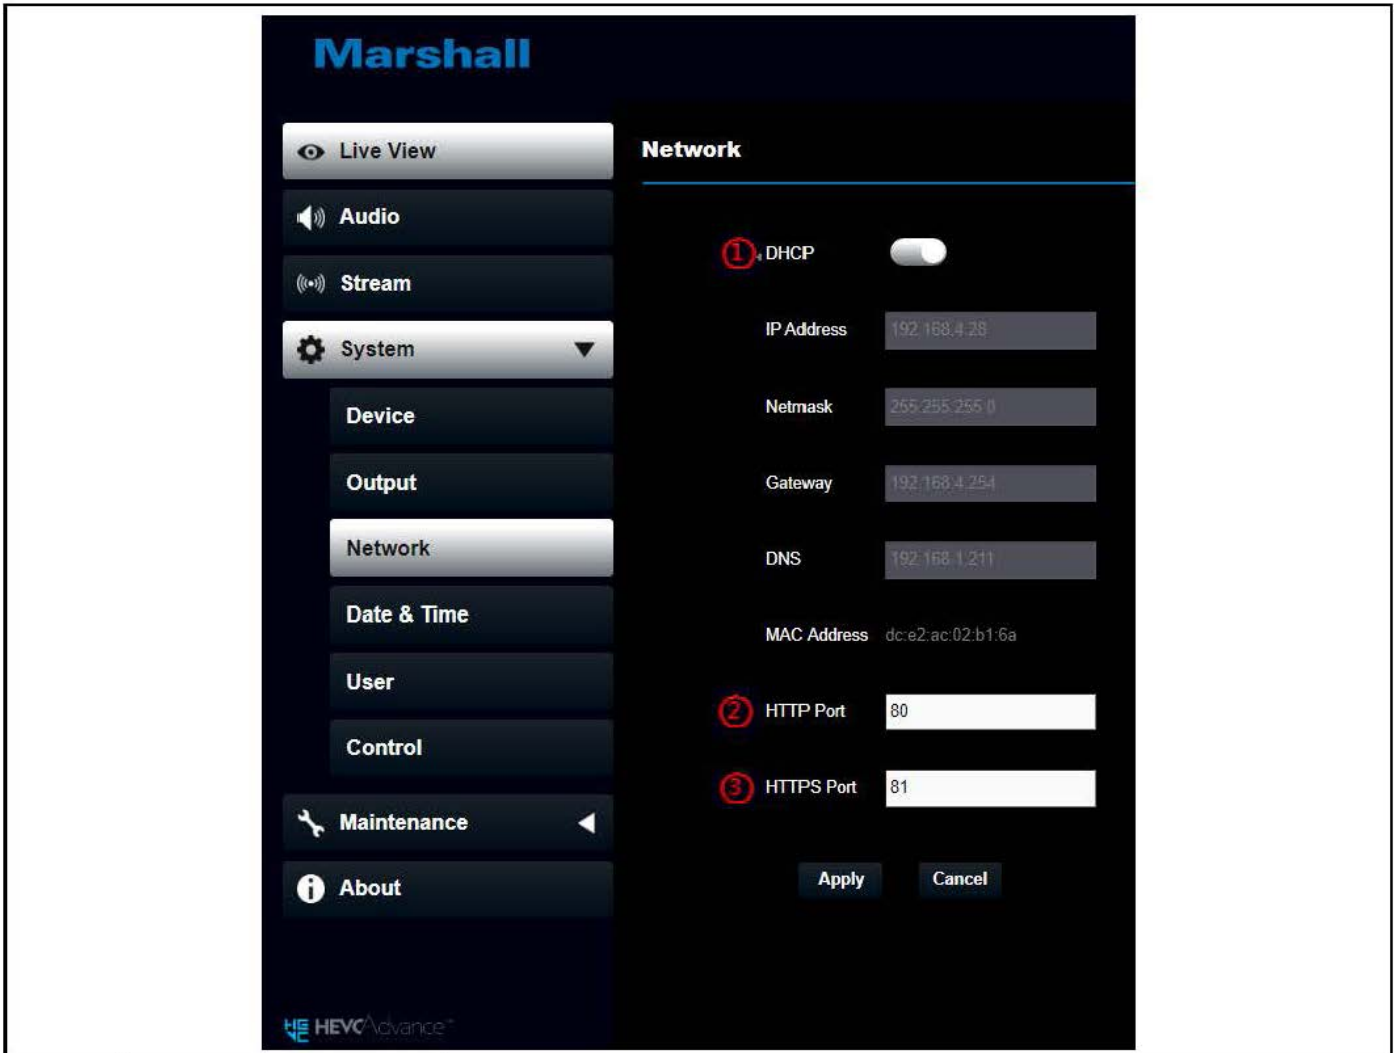 Marshall
Live View
Audio
Stream
System
Device
Output
Network
Date & Time
User
Control
Maintenance
About
HEVC Advance™
Network
1 DHCP
IP Address 192.168.4.28
Netmask 255.255.255.0
Gateway 192.168.4.254
DNS 192.168.1.211
MAC Address dc:e2:ac:02:b1:6a
2 HTTP Port 80
3 HTTPS Port 81
Apply Cancel